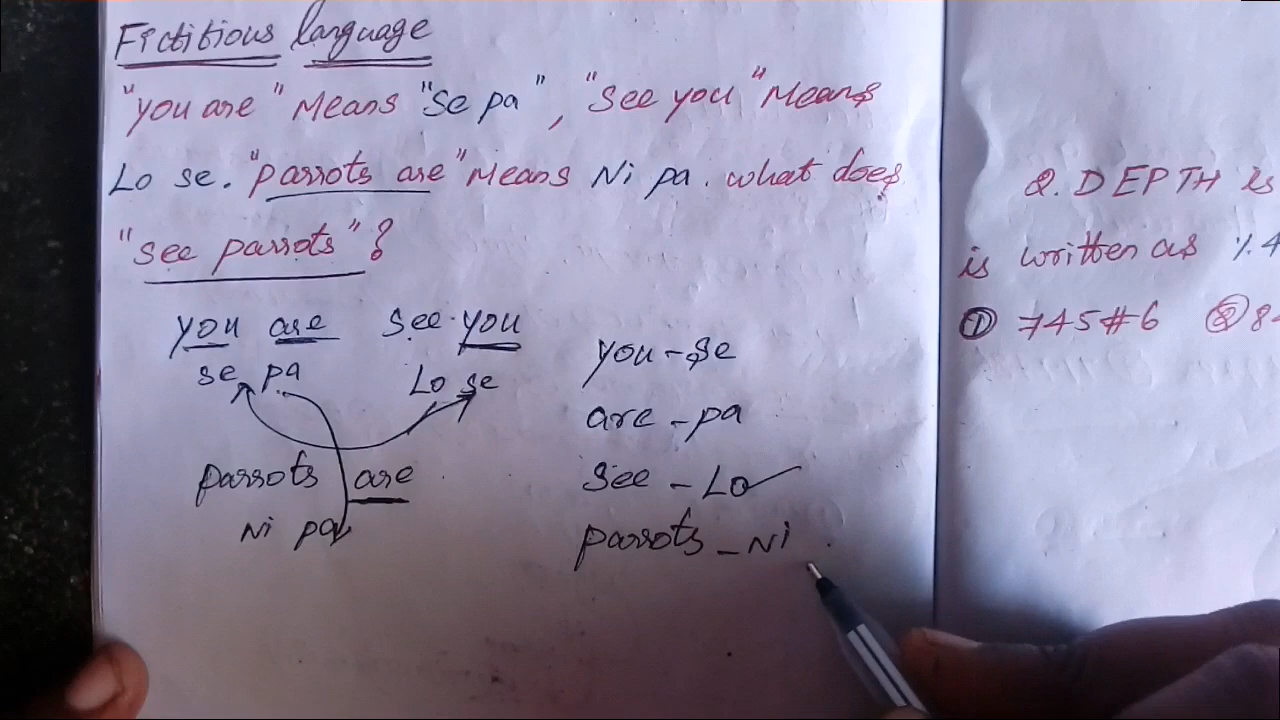 Fictitious language
"you are" Means "se pa", "see you" Means
Lo se. "parrots are" Means Ni pa. what does
"see parrots"?
you are see you
se pa Lo se
parrots are
Ni pa
you - se
are - pa
see - Lo
parrots - Ni
Q. DEPTH is
is written as
① 745#6 ② 8